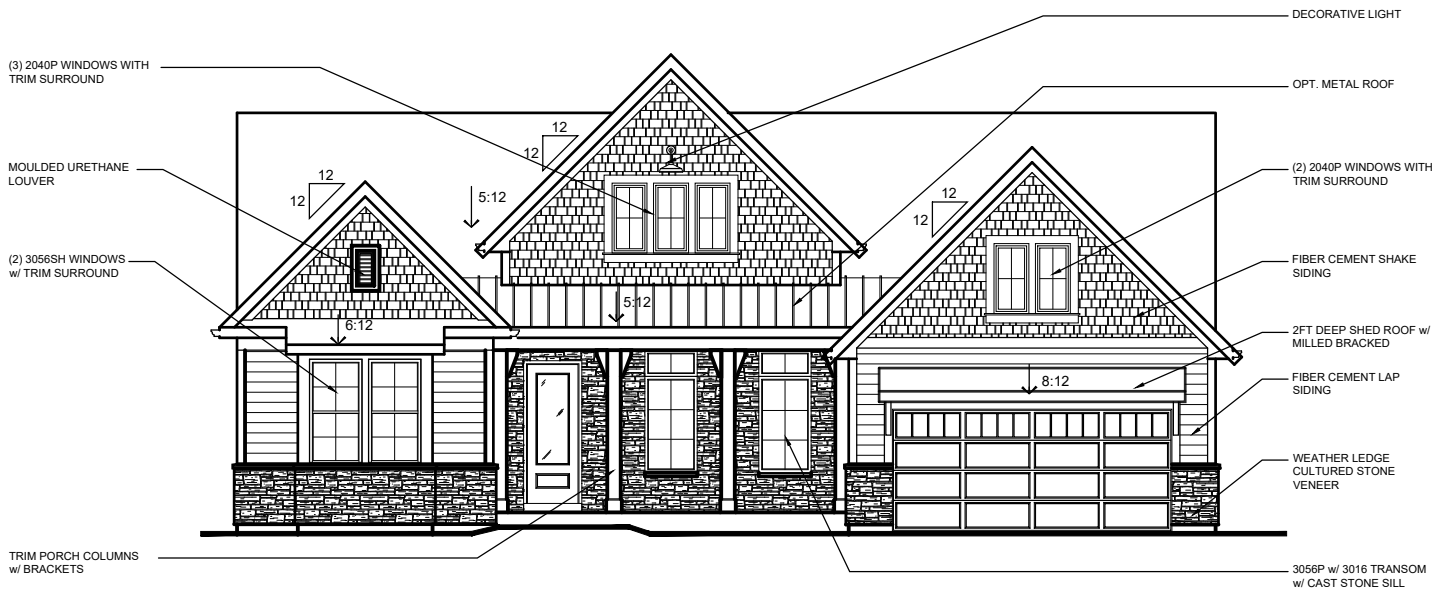 DECORATIVE LIGHT
(3) 2040P WINDOWS WITH
TRIM SURROUND
OPT. METAL ROOF
12
12
MOULDED URETHANE
LOUVER
(2) 2040P WINDOWS WITH
TRIM SURROUND
12
12
5:12
12
12
(2) 3056SH WINDOWS
w/ TRIM SURROUND
FIBER CEMENT SHAKE
SIDING
5:12
6:12
2FT DEEP SHED ROOF w/
MILLED BRACKED
8:12
FIBER CEMENT LAP
SIDING
WEATHER LEDGE
CULTURED STONE
VENEER
TRIM PORCH COLUMNS
w/ BRACKETS
3056P w/ 3016 TRANSOM
w/ CAST STONE SILL